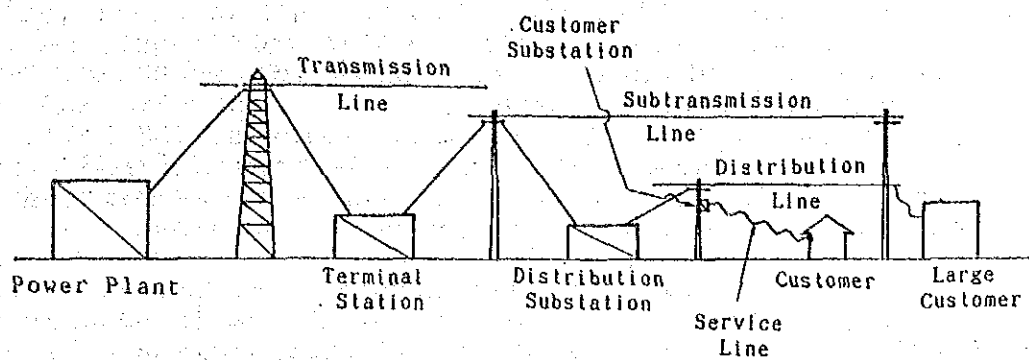 Customer
Substation
Transmission
Line
Subtransmission
Line
Distribution
Line
Power Plant
Terminal
Station
Distribution
Substation
Customer
Large
Customer
Service
Line